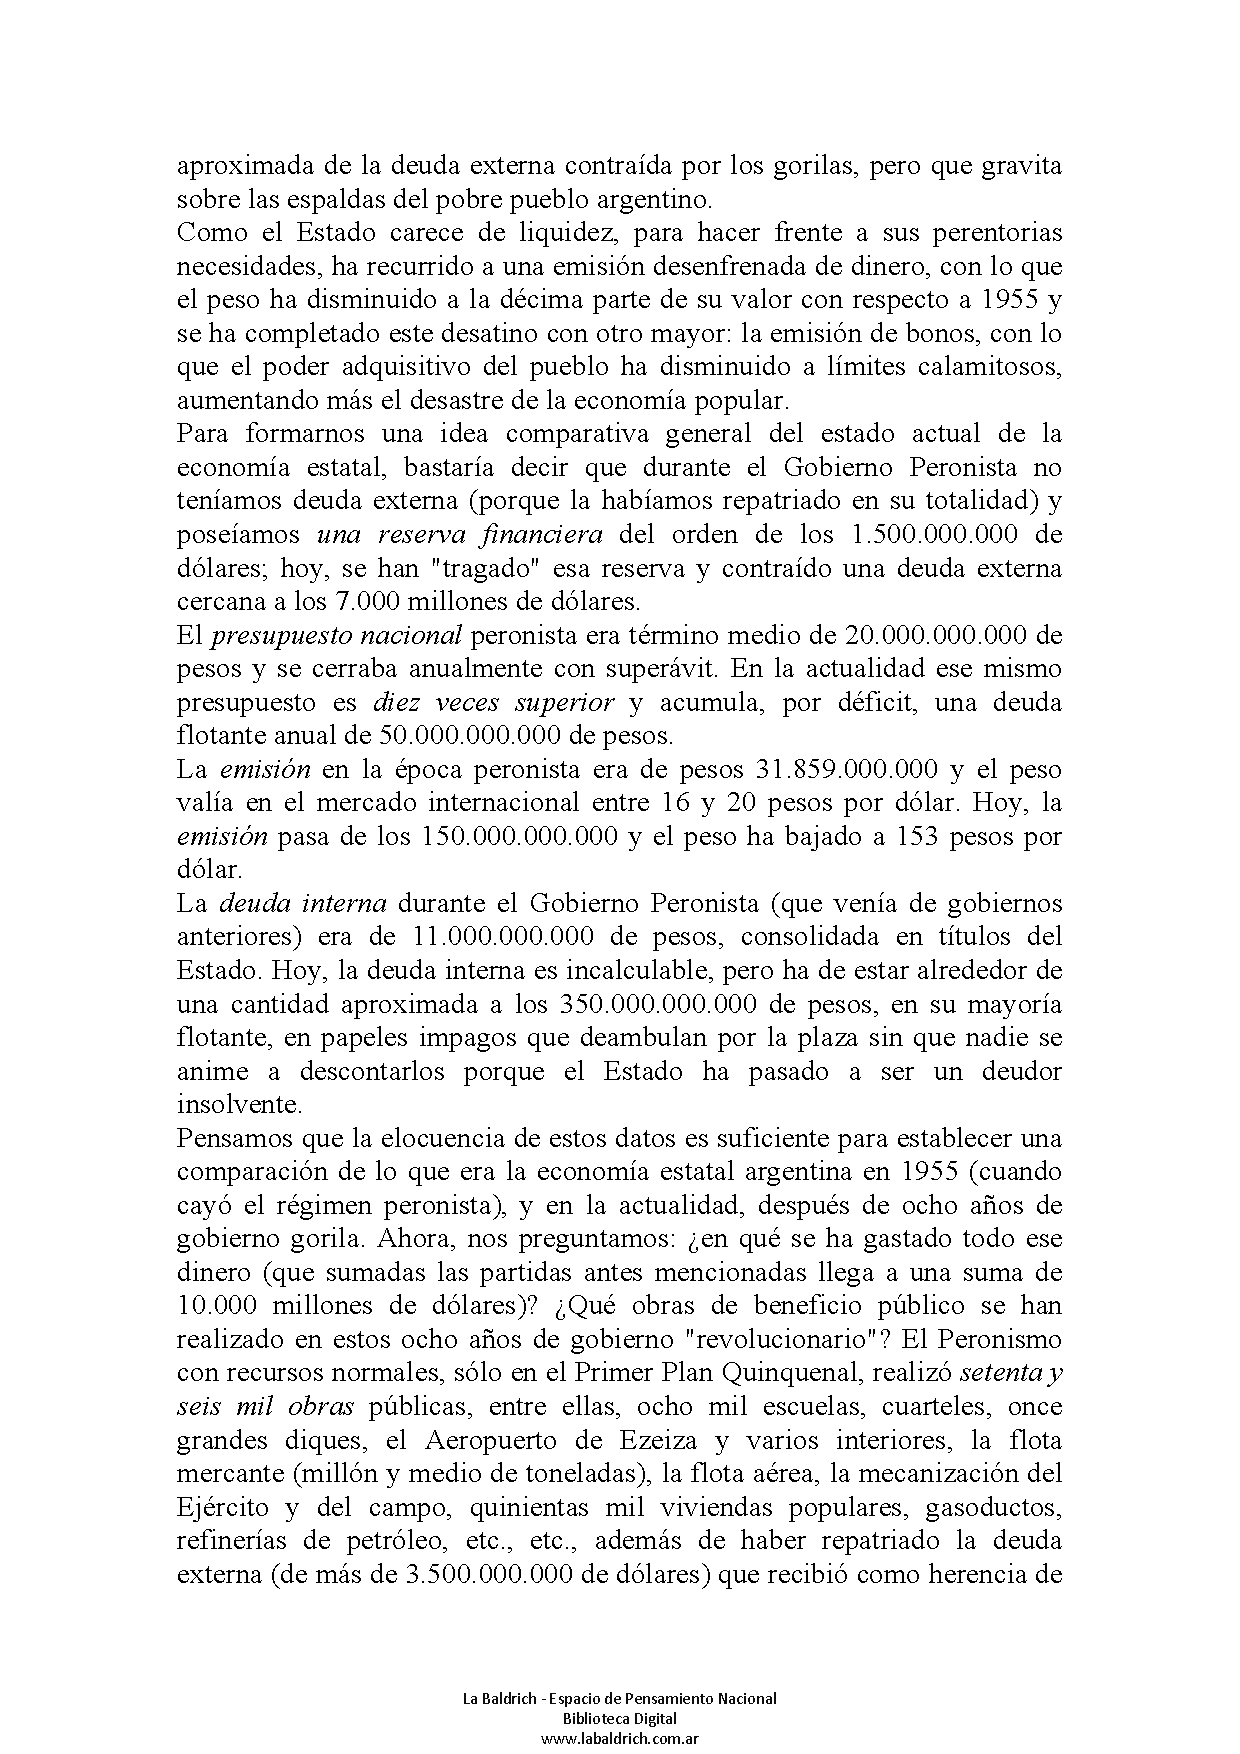 aproximada de la deuda externa contraída por los gorilas, pero que gravita
sobre las espaldas del pobre pueblo argentino.
Como el Estado carece de liquidez, para hacer frente a sus perentorias
necesidades, ha recurrido a una emisión desenfrenada de dinero, con lo que
el peso ha disminuido a la décima parte de su valor con respecto a 1955 y
se ha completado este desatino con otro mayor: la emisión de bonos, con lo
que el poder adquisitivo del pueblo ha disminuido a límites calamitosos,
aumentando más el desastre de la economía popular.
Para formarnos una idea comparativa general del estado actual de la
economía estatal, bastaría decir que durante el Gobierno Peronista no
teníamos deuda externa (porque la habíamos repatriado en su totalidad) y
poseíamos una reserva financiera del orden de los 1.500.000.000 de
dólares; hoy, se han "tragado" esa reserva y contraído una deuda externa
cercana a los 7.000 millones de dólares.
El presupuesto nacional peronista era término medio de 20.000.000.000 de
pesos y se cerraba anualmente con superávit. En la actualidad ese mismo
presupuesto es diez veces superior y acumula, por déficit, una deuda
flotante anual de 50.000.000.000 de pesos.
La emisión en la época peronista era de pesos 31.859.000.000 y el peso
valía en el mercado internacional entre 16 y 20 pesos por dólar. Hoy, la
emisión pasa de los 150.000.000.000 y el peso ha bajado a 153 pesos por
dólar.
La deuda interna durante el Gobierno Peronista (que venía de gobiernos
anteriores) era de 11.000.000.000 de pesos, consolidada en títulos del
Estado. Hoy, la deuda interna es incalculable, pero ha de estar alrededor de
una cantidad aproximada a los 350.000.000.000 de pesos, en su mayoría
flotante, en papeles impagos que deambulan por la plaza sin que nadie se
anime a descontarlos porque el Estado ha pasado a ser un deudor
insolvente.
Pensamos que la elocuencia de estos datos es suficiente para establecer una
comparación de lo que era la economía estatal argentina en 1955 (cuando
cayó el régimen peronista), y en la actualidad, después de ocho años de
gobierno gorila. Ahora, nos preguntamos: ¿en qué se ha gastado todo ese
dinero (que sumadas las partidas antes mencionadas llega a una suma de
10.000 millones de dólares)? ¿Qué obras de beneficio público se han
realizado en estos ocho años de gobierno "revolucionario"? El Peronismo
con recursos normales, sólo en el Primer Plan Quinquenal, realizó setenta y
seis mil obras públicas, entre ellas, ocho mil escuelas, cuarteles, once
grandes diques, el Aeropuerto de Ezeiza y varios interiores, la flota
mercante (millón y medio de toneladas), la flota aérea, la mecanización del
Ejército y del campo, quinientas mil viviendas populares, gasoductos,
refinerías de petróleo, etc., etc., además de haber repatriado la deuda
externa (de más de 3.500.000.000 de dólares) que recibió como herencia de
La Baldrich - Espacio de Pensamiento Nacional
Biblioteca Digital
www.labaldrich.com.ar